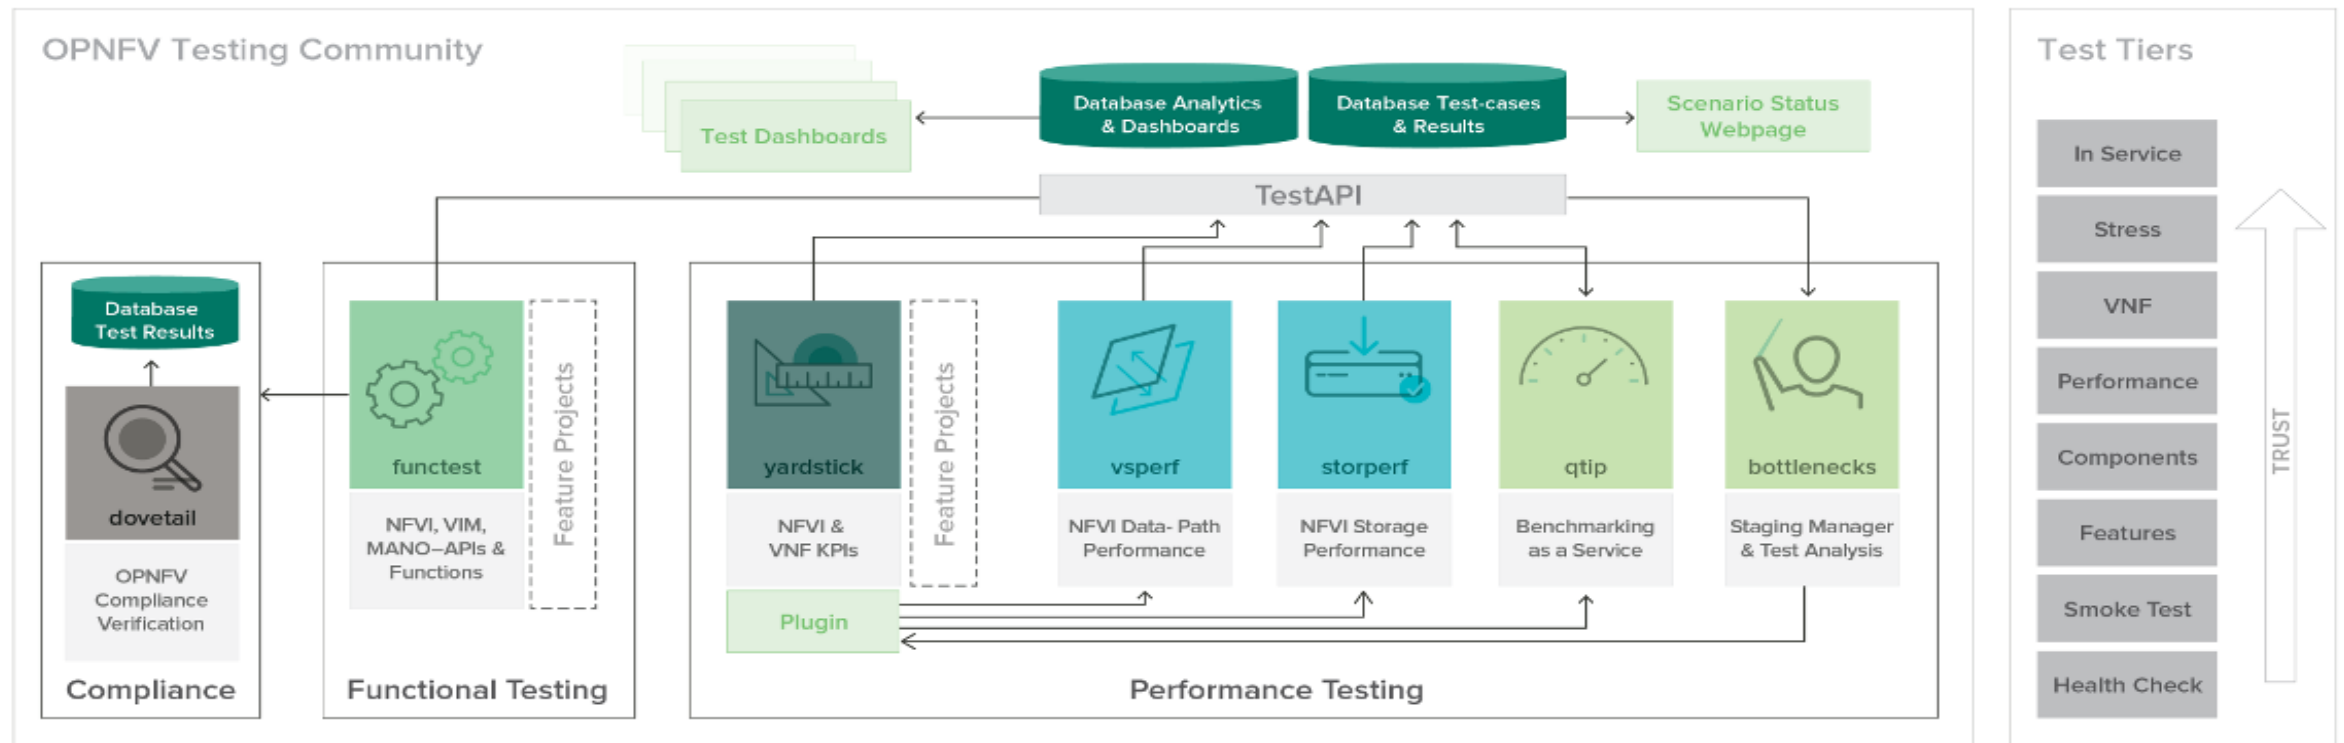 OPNFV Testing Community
Test Dashboards
Database Analytics
& Dashboards
Database Test-cases
& Results
Scenario Status
Webpage
TestAPI
Database
Test Results
dovetail
OPNFV
Compliance
Verification
Compliance
functest
NFVI, VIM,
MANO–APIs &
Functions
Feature Projects
Functional Testing
yardstick
NFVI &
VNF KPIs
Plugin
Feature Projects
vsperf
NFVI Data- Path
Performance
storperf
NFVI Storage
Performance
qtip
Benchmarking
as a Service
bottlenecks
Staging Manager
& Test Analysis
Performance Testing
Test Tiers
In Service
Stress
VNF
Performance
Components
Features
Smoke Test
Health Check
TRUST